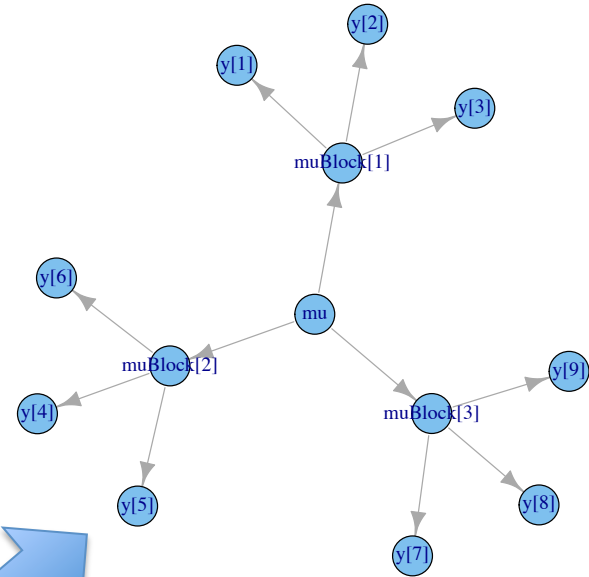 y[2]
y[1]
y[3]
muBlock[1]
y[6]
mu
muBlock[2]
y[9]
y[4]
muBlock[3]
y[5]
y[8]
y[7]